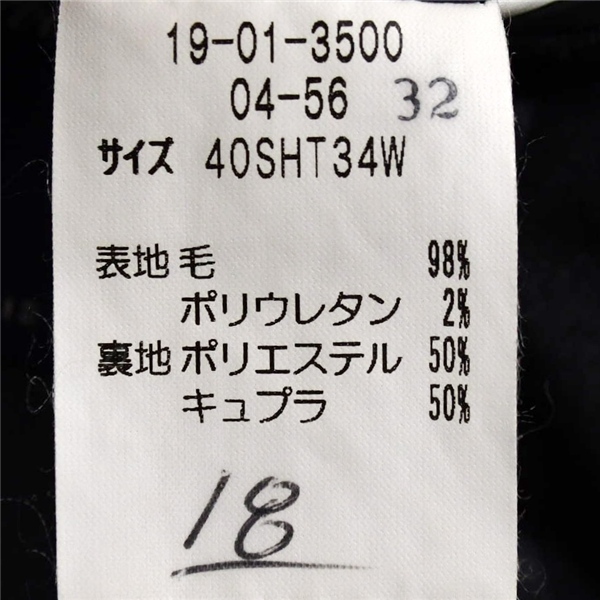 19-01-3500
04-56 32
サイズ 40SHT34W
表地 毛 98%
ポリウレタン 2%
裏地 ポリエステル 50%
キュプラ 50%
18